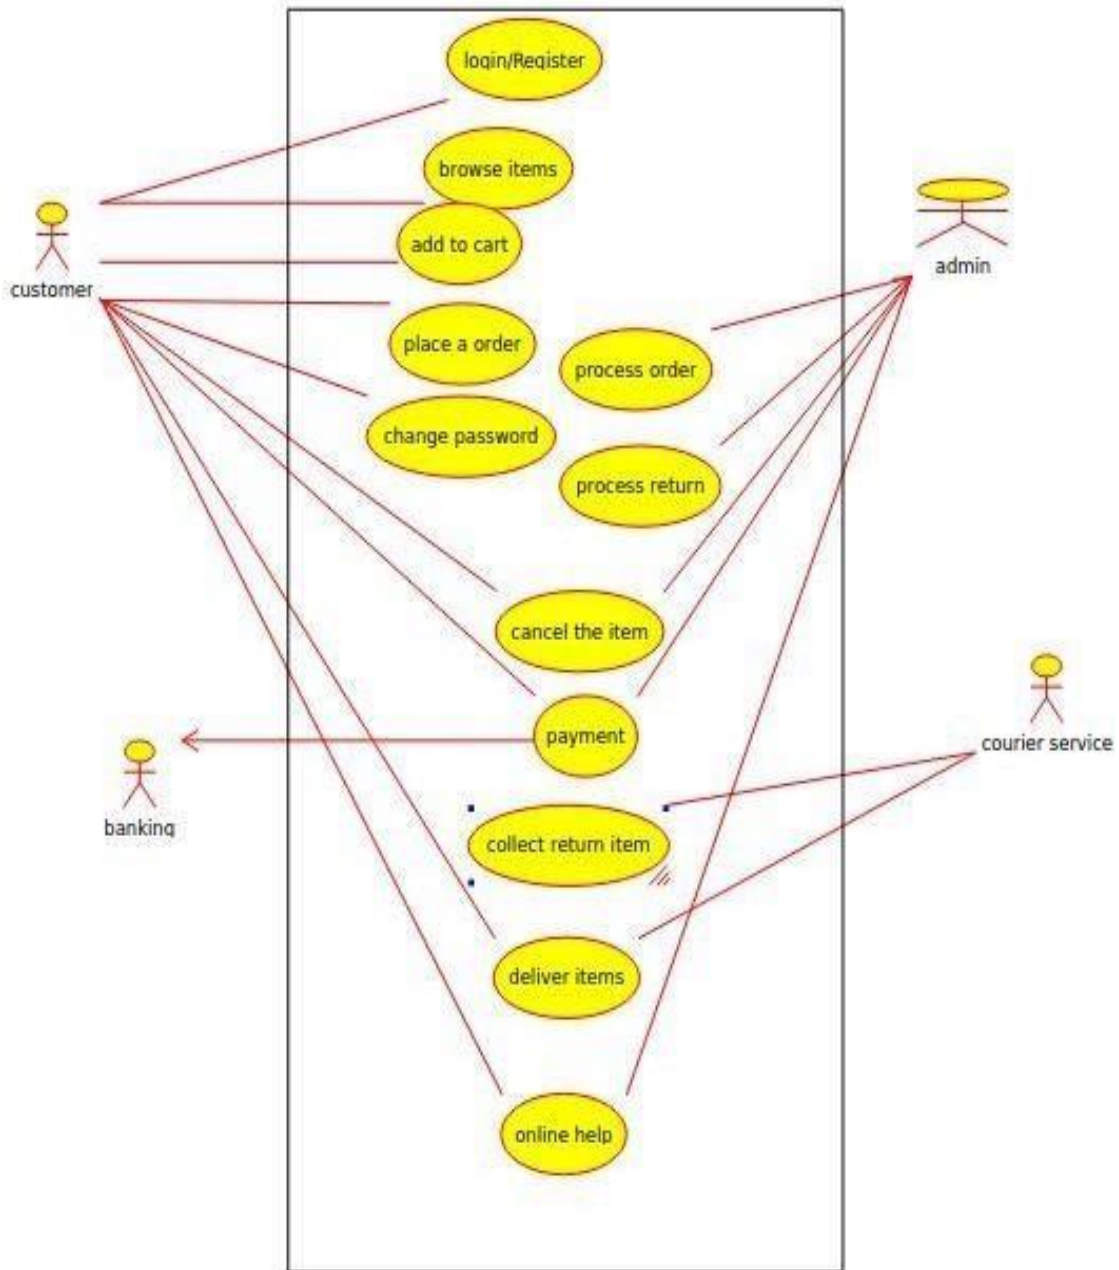 login/Register
browse items
add to cart
admin
customer
place a order
process order
change password
process return
cancel the item
payment
courier service
banking
collect return item
deliver items
online help